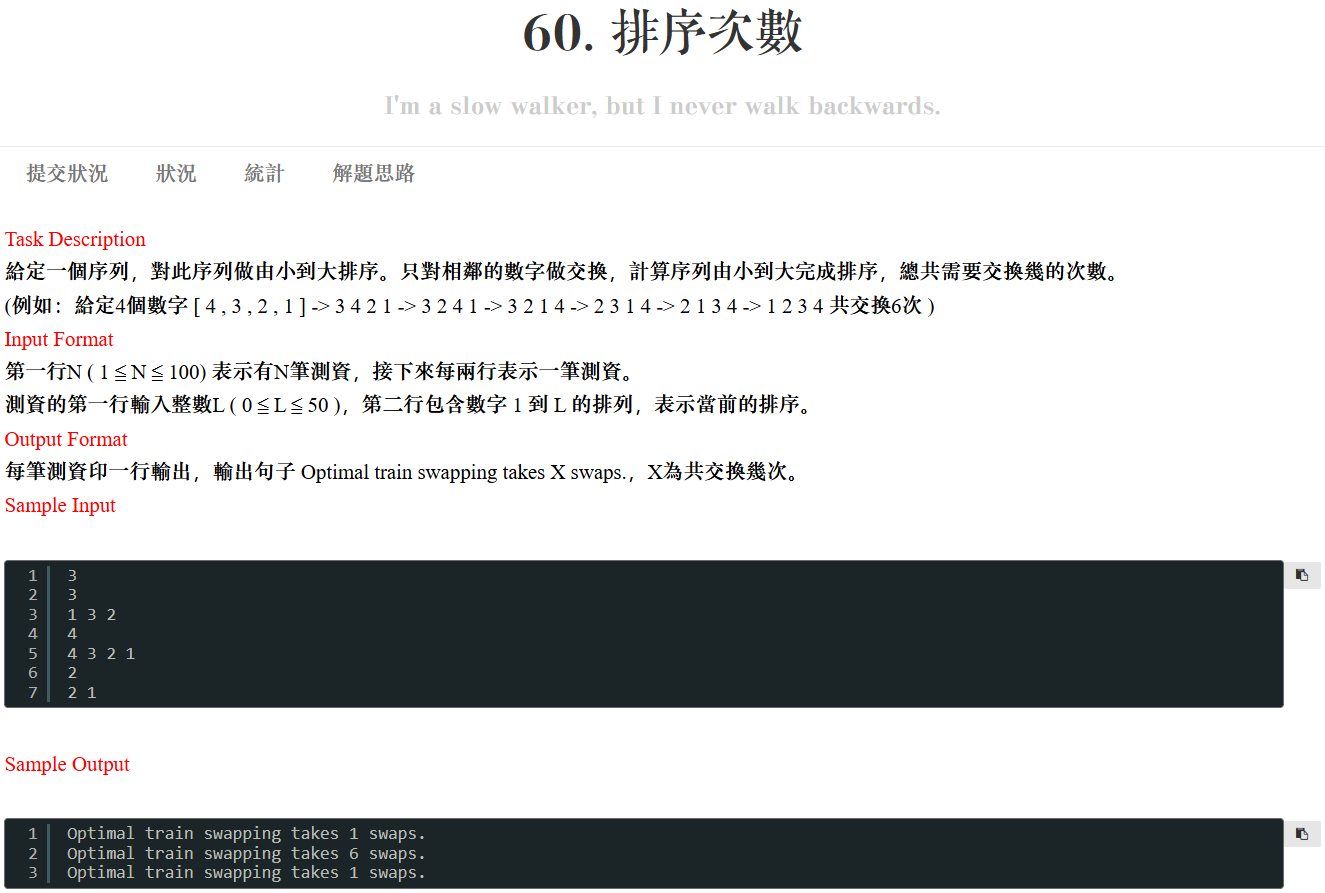 60. 排序次數
I'm a slow walker, but I never walk backwards.
提交狀況 狀況 統計 解題思路
Task Description
給定一個序列，對此序列做由小到大排序。只對相鄰的數字做交換，計算序列由小到大完成排序，總共需要交換幾的次數。
(例如：給定4個數字 [ 4 , 3 , 2 , 1 ] -> 3 4 2 1 -> 3 2 4 1 -> 3 2 1 4 -> 2 3 1 4 -> 2 1 3 4 -> 1 2 3 4 共交換6次 )
Input Format
第一行N ( 1 ≦ N ≦ 100) 表示有N筆測資，接下來每兩行表示一筆測資。
測資的第一行輸入整數L ( 0 ≦ L ≦ 50 )，第二行包含數字 1 到 L 的排列，表示當前的排序。
Output Format
每筆測資印一行輸出，輸出句子 Optimal train swapping takes X swaps.，X為共交換幾次。
Sample Input
1 3
2 3
3 1 3 2
4 4
5 4 3 2 1
6 2
7 2 1
Sample Output
1 Optimal train swapping takes 1 swaps.
2 Optimal train swapping takes 6 swaps.
3 Optimal train swapping takes 1 swaps.